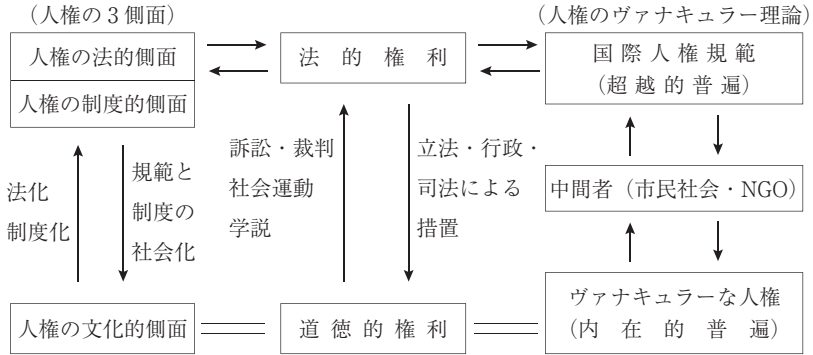 （人権の３側面）
（人権のヴァナキュラー理論）
人権の法的側面
人権の制度的側面
法的権利
国際人権規範
（超越的普遍）
法化
制度化
規範と
制度の
社会化
訴訟・裁判
社会運動
学説
立法・行政・
司法による
措置
中間者（市民社会・NGO）
人権の文化的側面
道徳的権利
ヴァナキュラーな人権
（内在的普遍）